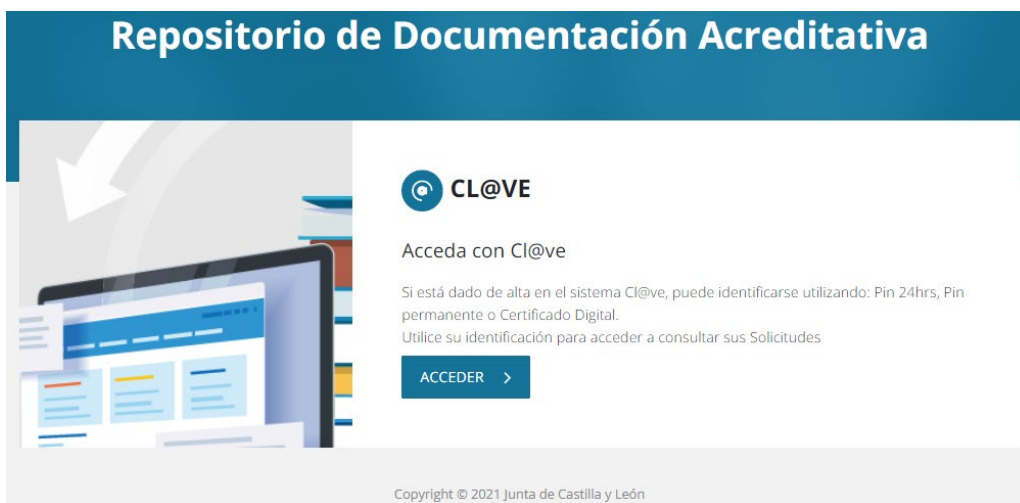 Repositorio de Documentación Acreditativa
CL@VE
Acceda con Cl@ve
Si está dado de alta en el sistema Cl@ve, puede identificarse utilizando: Pin 24hrs, Pin
permanente o Certificado Digital.
Utilice su identificación para acceder a consultar sus Solicitudes
ACCEDER
Copyright © 2021 Junta de Castilla y León